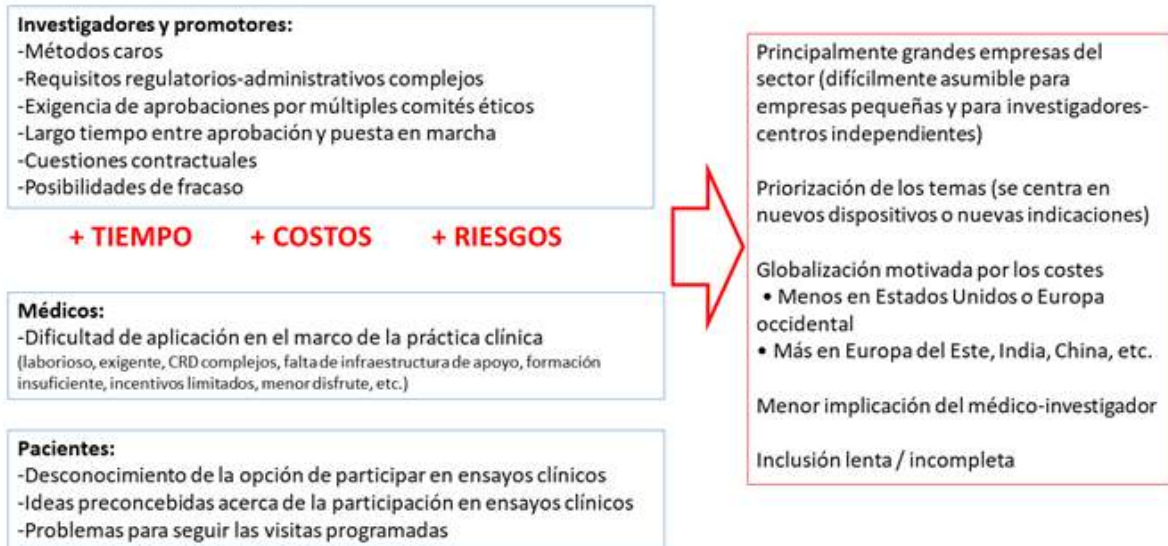 Investigadores y promotores:
-Métodos caros
-Requisitos regulatorios-administrativos complejos
-Exigencia de aprobaciones por múltiples comités éticos
-Largo tiempo entre aprobación y puesta en marcha
-Cuestiones contractuales
-Posibilidades de fracaso
+ TIEMPO + COSTOS + RIESGOS
Médicos:
-Dificultad de aplicación en el marco de la práctica clínica
(laborioso, exigente, CRD complejos, falta de infraestructura de apoyo, formación
insuficiente, incentivos limitados, menor disfrute, etc.)
Pacientes:
-Desconocimiento de la opción de participar en ensayos clínicos
-Ideas preconcebidas acerca de la participación en ensayos clínicos
-Problemas para seguir las visitas programadas
Principalmente grandes empresas del
sector (difícilmente asumible para
empresas pequeñas y para investigadores-
centros independientes)
Priorización de los temas (se centra en
nuevos dispositivos o nuevas indicaciones)
Globalización motivada por los costes
• Menos en Estados Unidos o Europa
occidental
• Más en Europa del Este, India, China, etc.
Menor implicación del médico-investigador
Inclusión lenta / incompleta